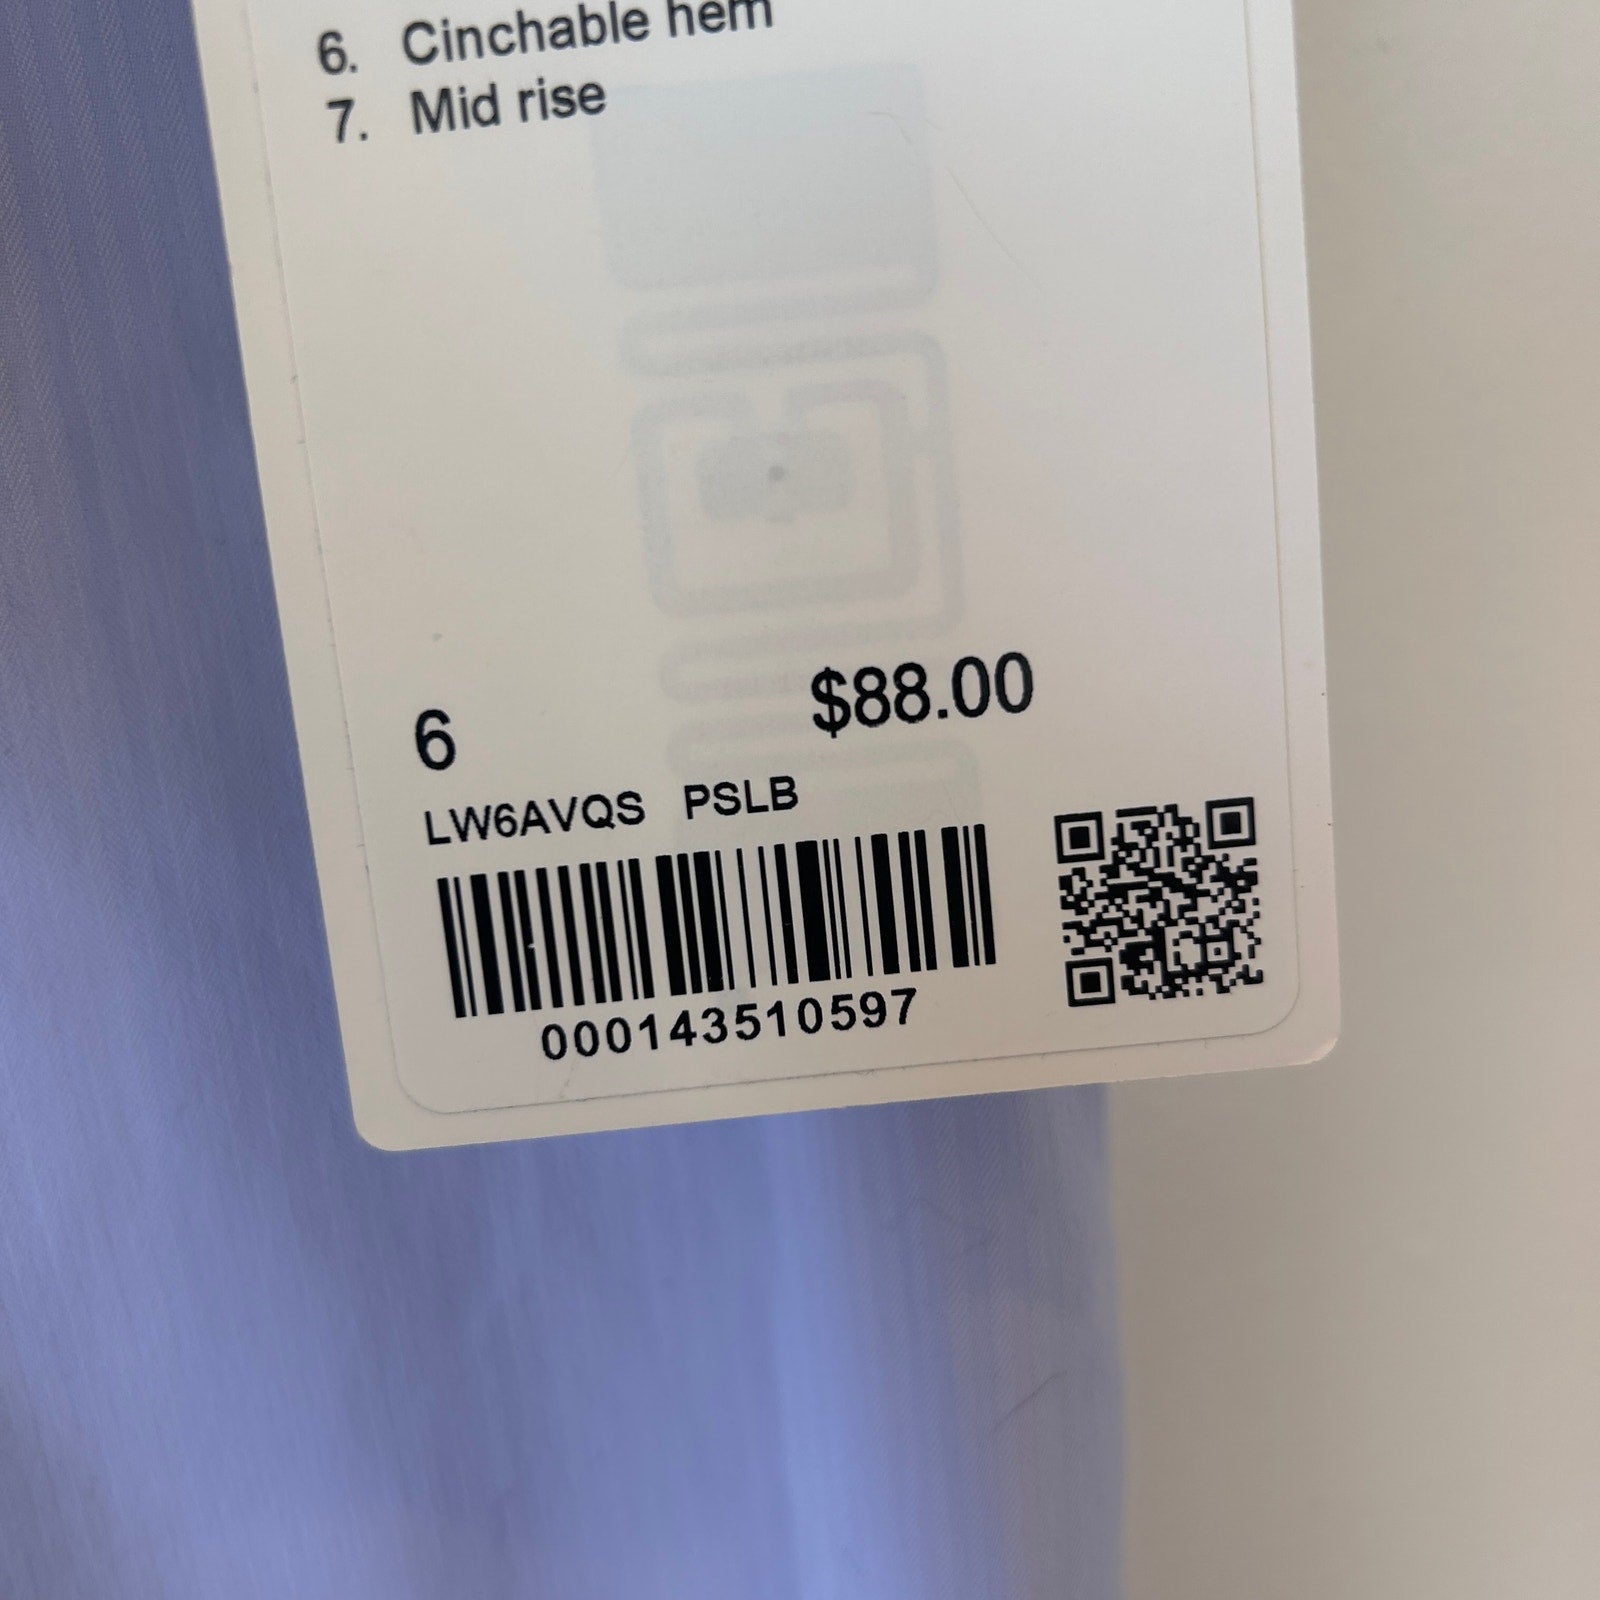 6. Cinchable hem
7. Mid rise
6 $88.00
LW6AVQS PSLB
000143510597